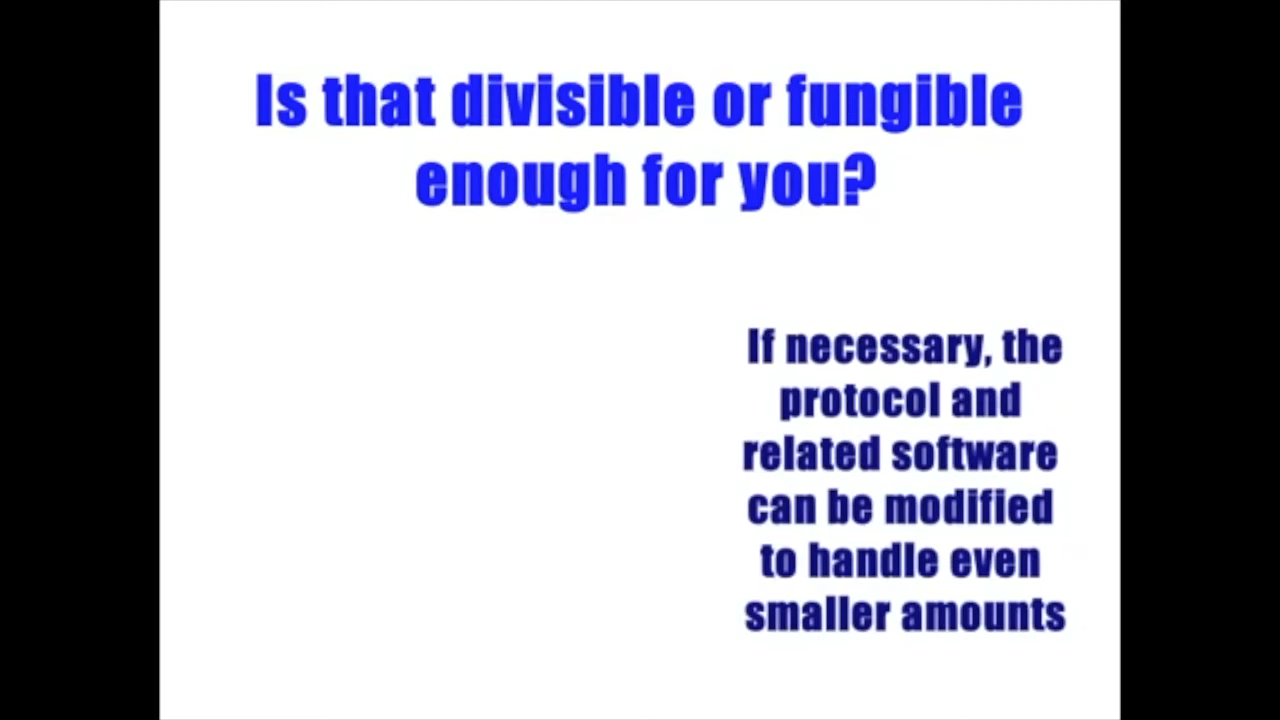 Is that divisible or fungible
enough for you?
If necessary, the
protocol and
related software
can be modified
to handle even
smaller amounts